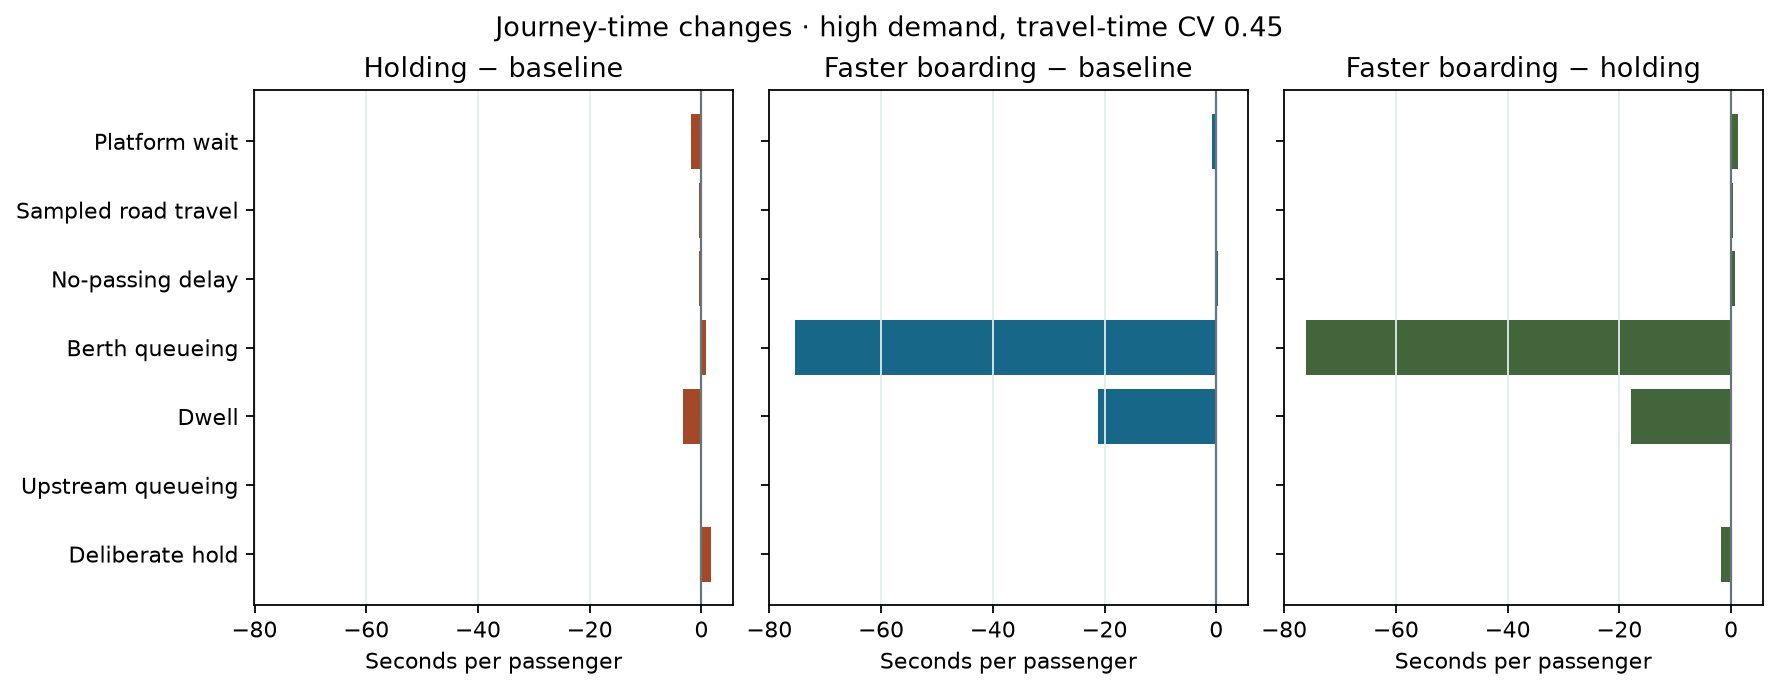 Journey-time changes · high demand, travel-time CV 0.45
Holding − baseline
Faster boarding − baseline
Faster boarding − holding
Platform wait
Sampled road travel
No-passing delay
Berth queueing
Dwell
Upstream queueing
Deliberate hold
−80 −60 −40 −20 0
−80 −60 −40 −20 0
−80 −60 −40 −20 0
Seconds per passenger
Seconds per passenger
Seconds per passenger